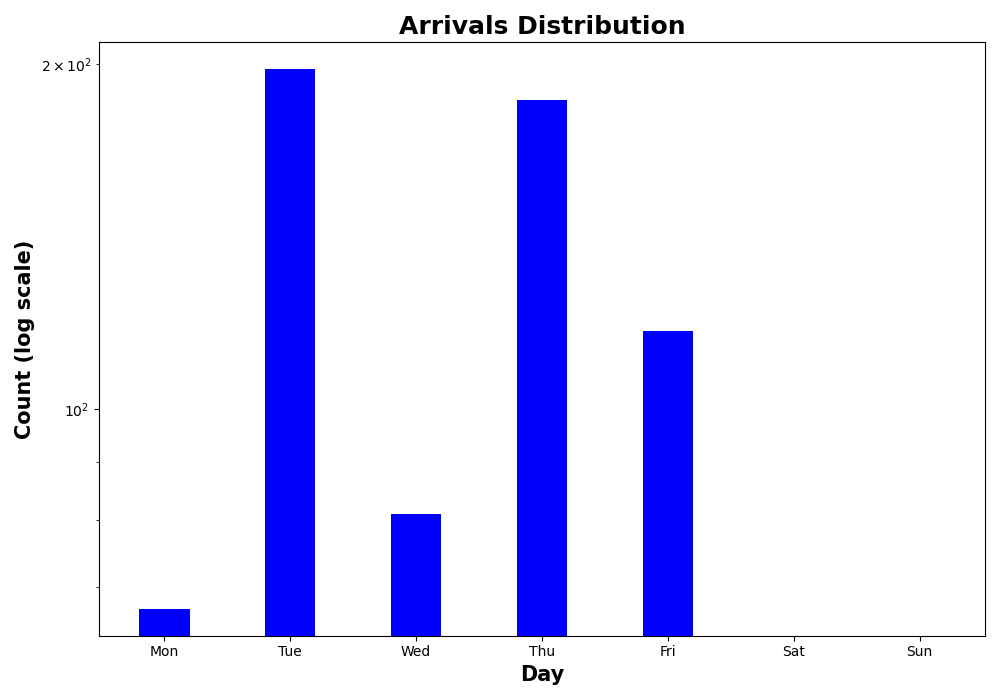 Arrivals Distribution
2 × 10²
10²
Count (log scale)
Mon Tue Wed Thu Fri Sat Sun
Day